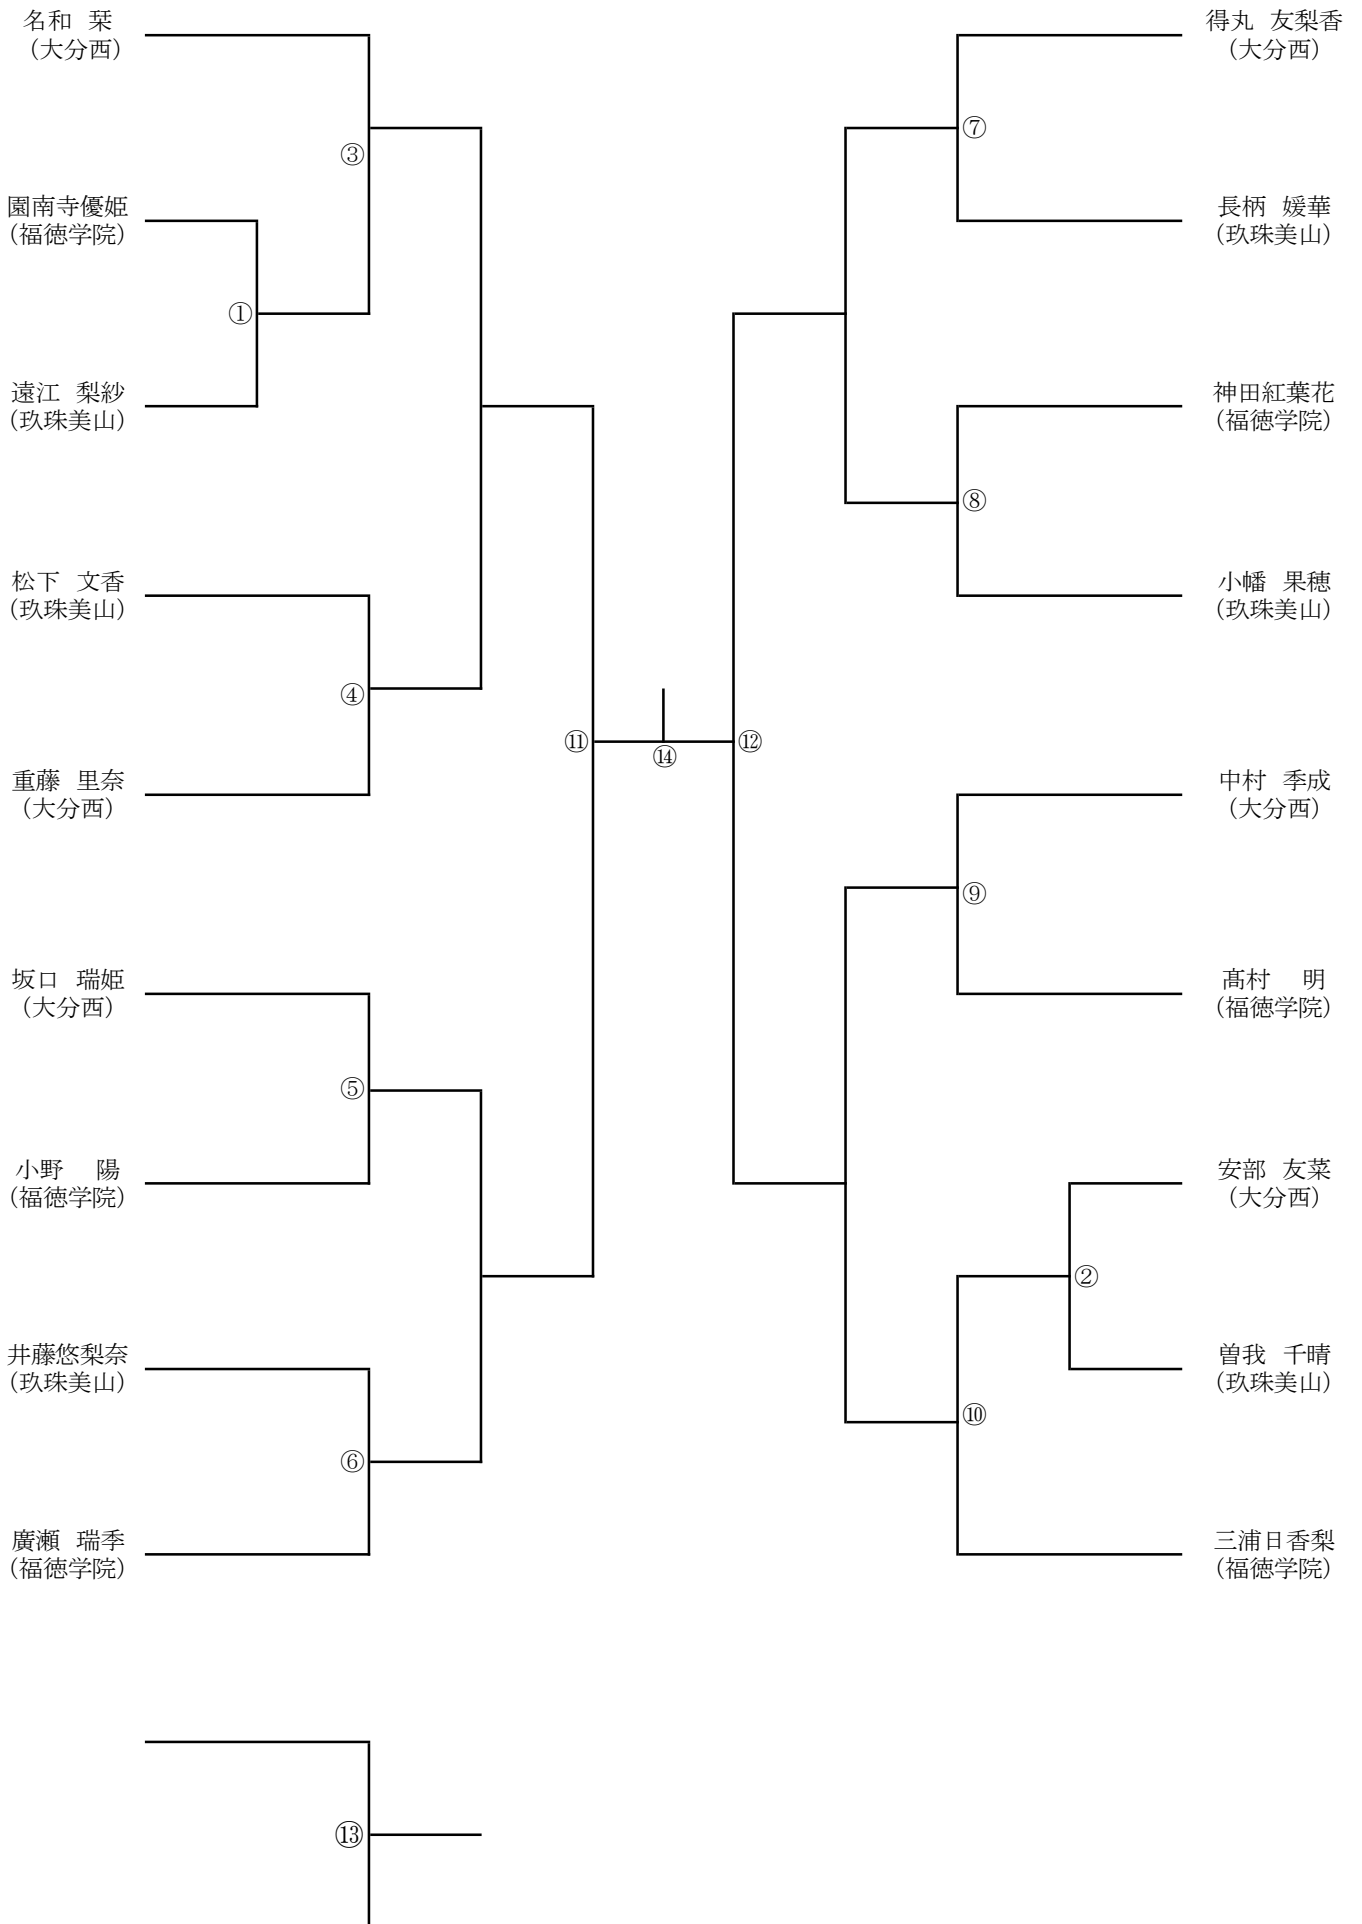 名和 栞
（大分西）
③
園南寺優姫
（福徳学院）
①
遠江 梨紗
（玖珠美山）
松下 文香
（玖珠美山）
④
重藤 里奈
（大分西）
坂口 瑞姫
（大分西）
⑤
小野 陽
（福徳学院）
井藤悠梨奈
（玖珠美山）
⑥
廣瀬 瑞季
（福徳学院）
⑪
⑭
⑫
得丸 友梨香
（大分西）
⑦
長柄 媛華
（玖珠美山）
神田紅葉花
（福徳学院）
⑧
小幡 果穂
（玖珠美山）
中村 季成
（大分西）
⑨
髙村 明
（福徳学院）
安部 友菜
（大分西）
②
曽我 千晴
（玖珠美山）
⑩
三浦日香梨
（福徳学院）
⑬